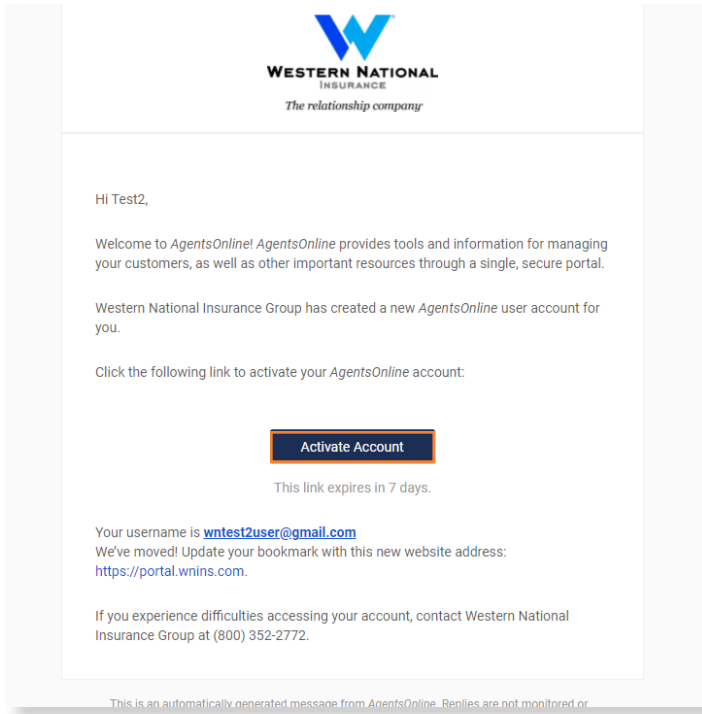 WESTERN NATIONAL
INSURANCE
The relationship company
Hi Test2,
Welcome to AgentsOnline! AgentsOnline provides tools and information for managing
your customers, as well as other important resources through a single, secure portal.
Western National Insurance Group has created a new AgentsOnline user account for
you.
Click the following link to activate your AgentsOnline account:
Activate Account
This link expires in 7 days.
Your username is wntest2user@gmail.com
We've moved! Update your bookmark with this new website address:
https://portal.wnins.com.
If you experience difficulties accessing your account, contact Western National
Insurance Group at (800) 352-2772.
This is an automatically generated message from AgentsOnline. Replies are not monitored or